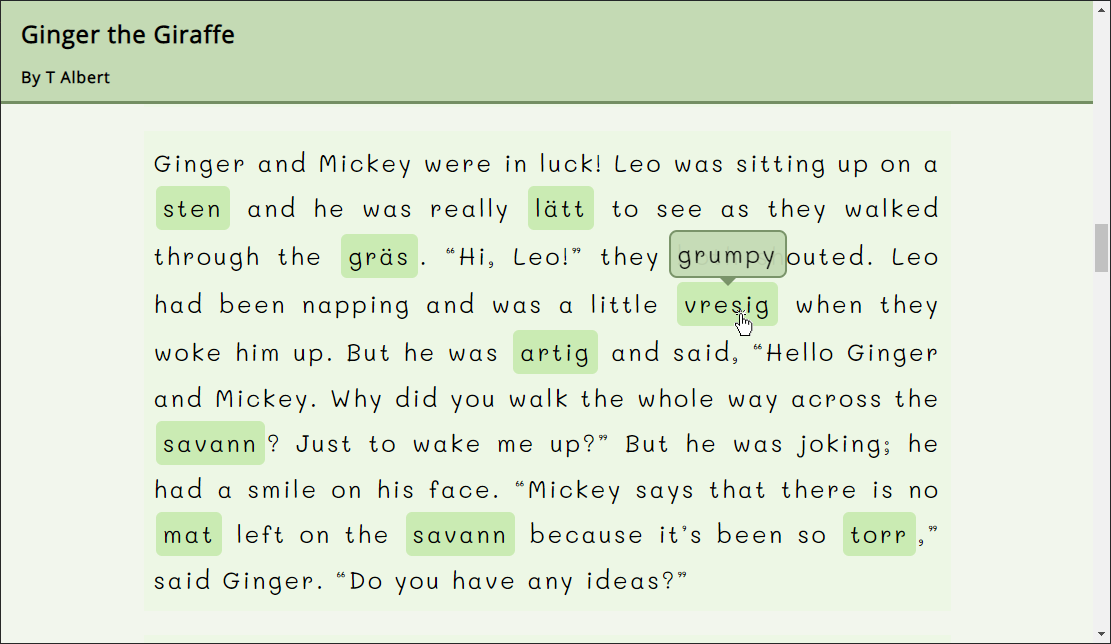 Ginger the Giraffe
By T Albert
Ginger and Mickey were in luck! Leo was sitting up on a
sten and he was really lätt to see as they walked
through the gräs. “Hi, Leo!” they grumpy outed. Leo
had been napping and was a little vresig when they
woke him up. But he was artig and said, “Hello Ginger
and Mickey. Why did you walk the whole way across the
savann? Just to wake me up?” But he was joking; he
had a smile on his face. “Mickey says that there is no
mat left on the savann because it’s been so torr,”
said Ginger. “Do you have any ideas?”